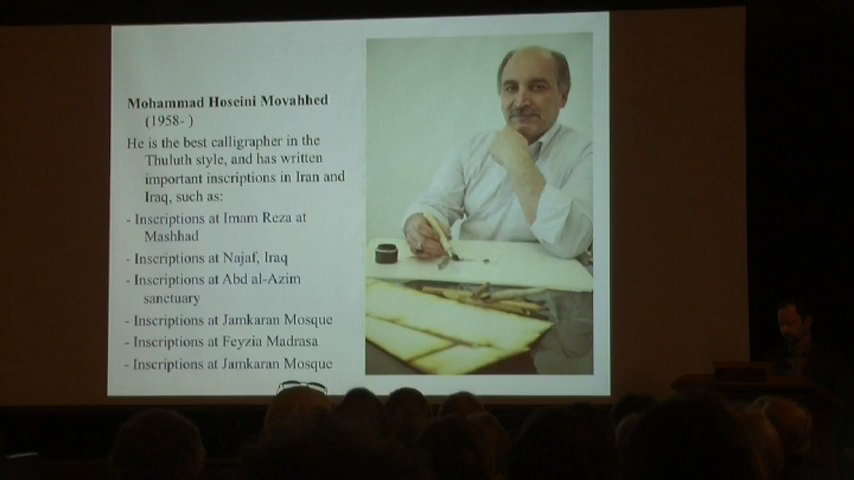 Mohammad Hoseini Movahhed
(1958- )
He is the best calligrapher in the
Thuluth style, and has written
important inscriptions in Iran and
Iraq, such as:
- Inscriptions at Imam Reza at
Mashhad
- Inscriptions at Najaf, Iraq
- Inscriptions at Abd al-Azim
sanctuary
- Inscriptions at Jamkaran Mosque
- Inscriptions at Feyzia Madrasa
- Inscriptions at Jamkaran Mosque